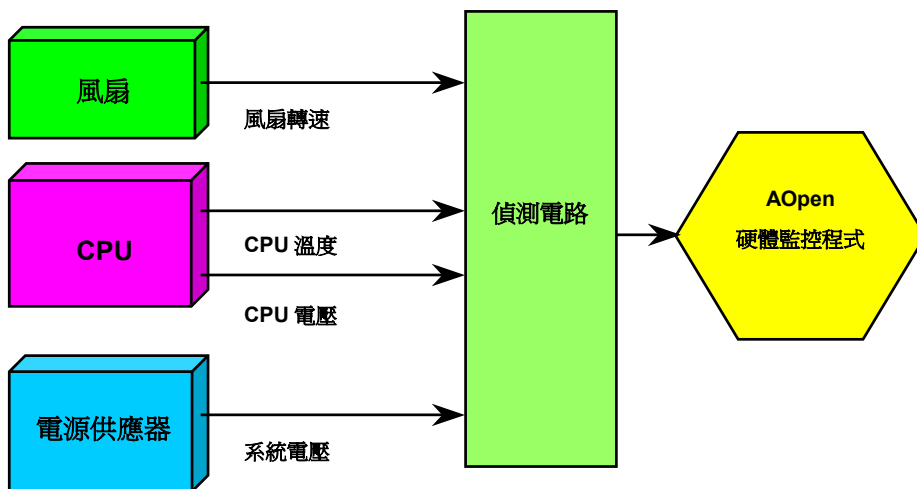 風扇
風扇轉速
CPU
CPU 溫度
CPU 電壓
電源供應器
系統電壓
偵測電路
AOpen
硬體監控程式